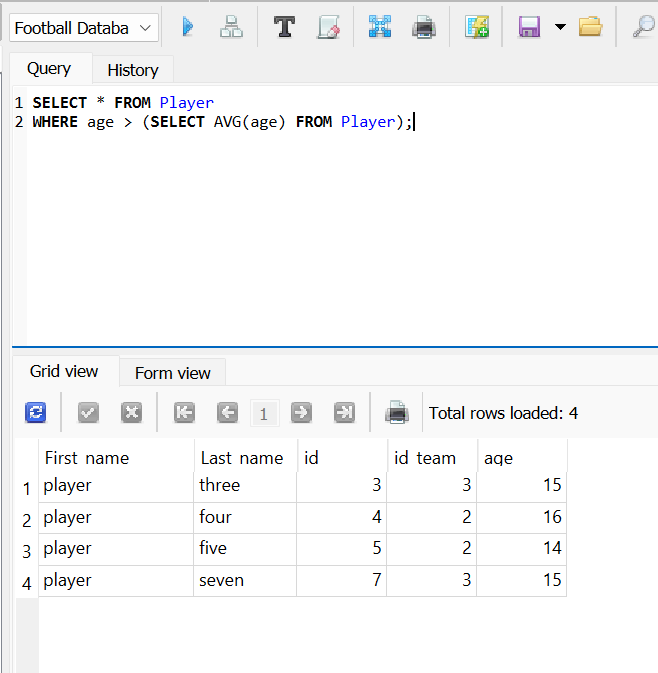 Football Databa
Query History
1 SELECT * FROM Player
2 WHERE age > (SELECT AVG(age) FROM Player);
Grid view Form view
1 Total rows loaded: 4
First name Last name id id team age
1 player three 3 3 15
2 player four 4 2 16
3 player five 5 2 14
4 player seven 7 3 15